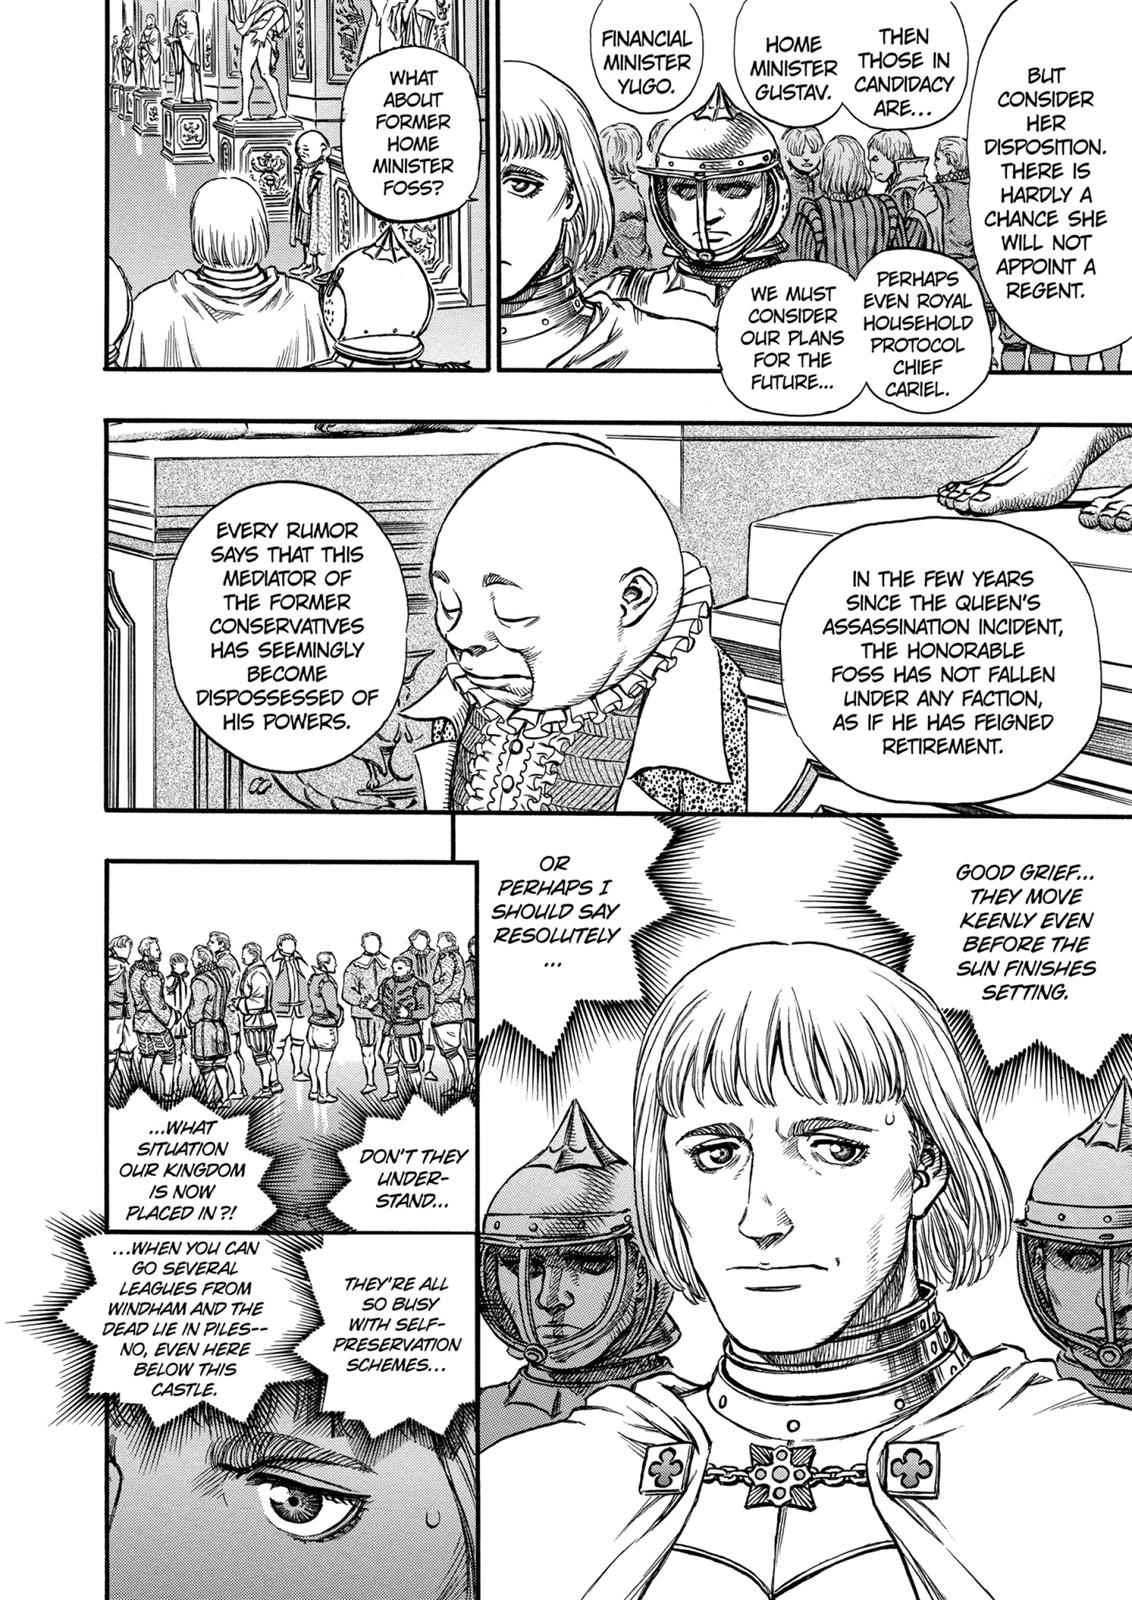 BUT
CONSIDER
HER
DISPOSITION.
THERE IS
HARDLY A
CHANCE SHE
WILL NOT
APPOINT A
REGENT.
THEN
THOSE IN
CANDIDACY
ARE...
HOME
MINISTER
GUSTAV.
FINANCIAL
MINISTER
YUGO.
PERHAPS
EVEN ROYAL
HOUSEHOLD
PROTOCOL
CHIEF
CARIEL.
WE MUST
CONSIDER
OUR PLANS
FOR THE
FUTURE...
WHAT
ABOUT
FORMER
HOME
MINISTER
FOSS?
IN THE FEW YEARS
SINCE THE QUEEN'S
ASSASSINATION INCIDENT,
THE HONORABLE
FOSS HAS NOT FALLEN
UNDER ANY FACTION,
AS IF HE HAS FEIGNED
RETIREMENT.
EVERY RUMOR
SAYS THAT THIS
MEDIATOR OF
THE FORMER
CONSERVATIVES
HAS SEEMINGLY
BECOME
DISPOSSESSED OF
HIS POWERS.
GOOD GRIEF...
THEY MOVE
KEENLY EVEN
BEFORE THE
SUN FINISHES
SETTING.
OR
PERHAPS I
SHOULD SAY
RESOLUTELY
...
DON'T THEY
UNDER-
STAND...
...WHAT
SITUATION
OUR KINGDOM
IS NOW
PLACED IN?!
THEY'RE ALL
SO BUSY
WITH SELF-
PRESERVATION
SCHEMES...
...WHEN YOU CAN
GO SEVERAL
LEAGUES FROM
WINDHAM AND THE
DEAD LIE IN PILES--
NO, EVEN HERE
BELOW THIS
CASTLE.